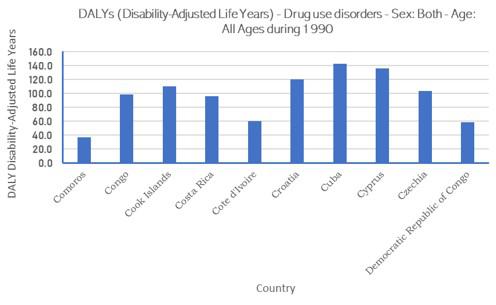 DALYs (Disability-Adjusted Life Years) - Drug use disorders - Sex: Both - Age:
All Ages during 1990
DALY Disability-Adjusted Life Years
160.0
140.0
120.0
100.0
80.0
60.0
40.0
20.0
0.0
Comoros
Congo
Cook Islands
Costa Rica
Cote d'Ivoire
Croatia
Cuba
Cyprus
Czechia
Democratic Republic of Congo
Country